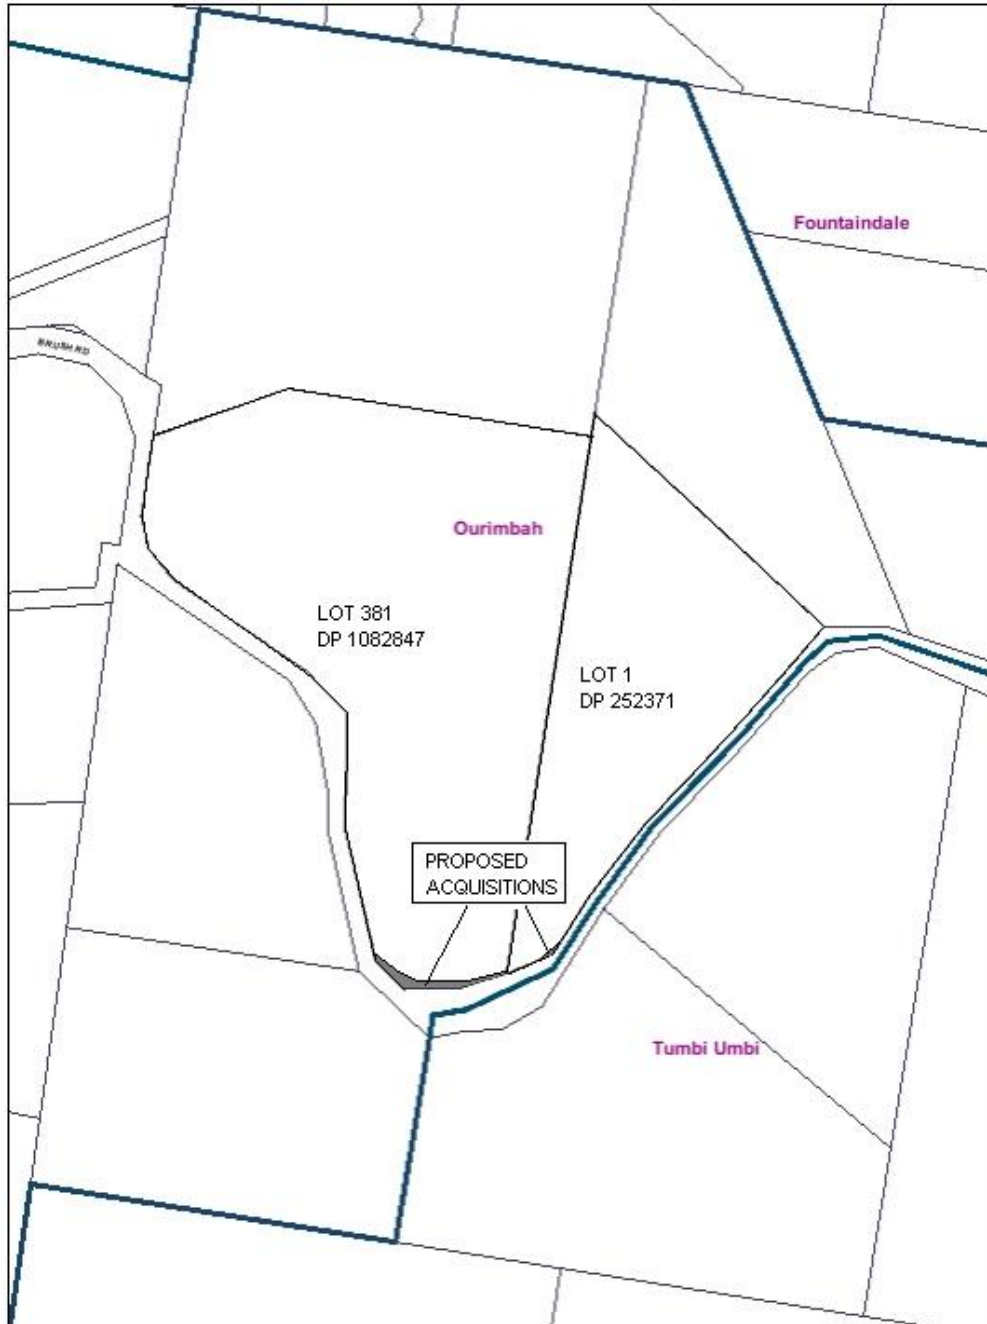 Fountaindale
BRUSH RD
Ourimbah
LOT 381
DP 1082847
LOT 1
DP 252371
PROPOSED
ACQUISITIONS
Tumbi Umbi